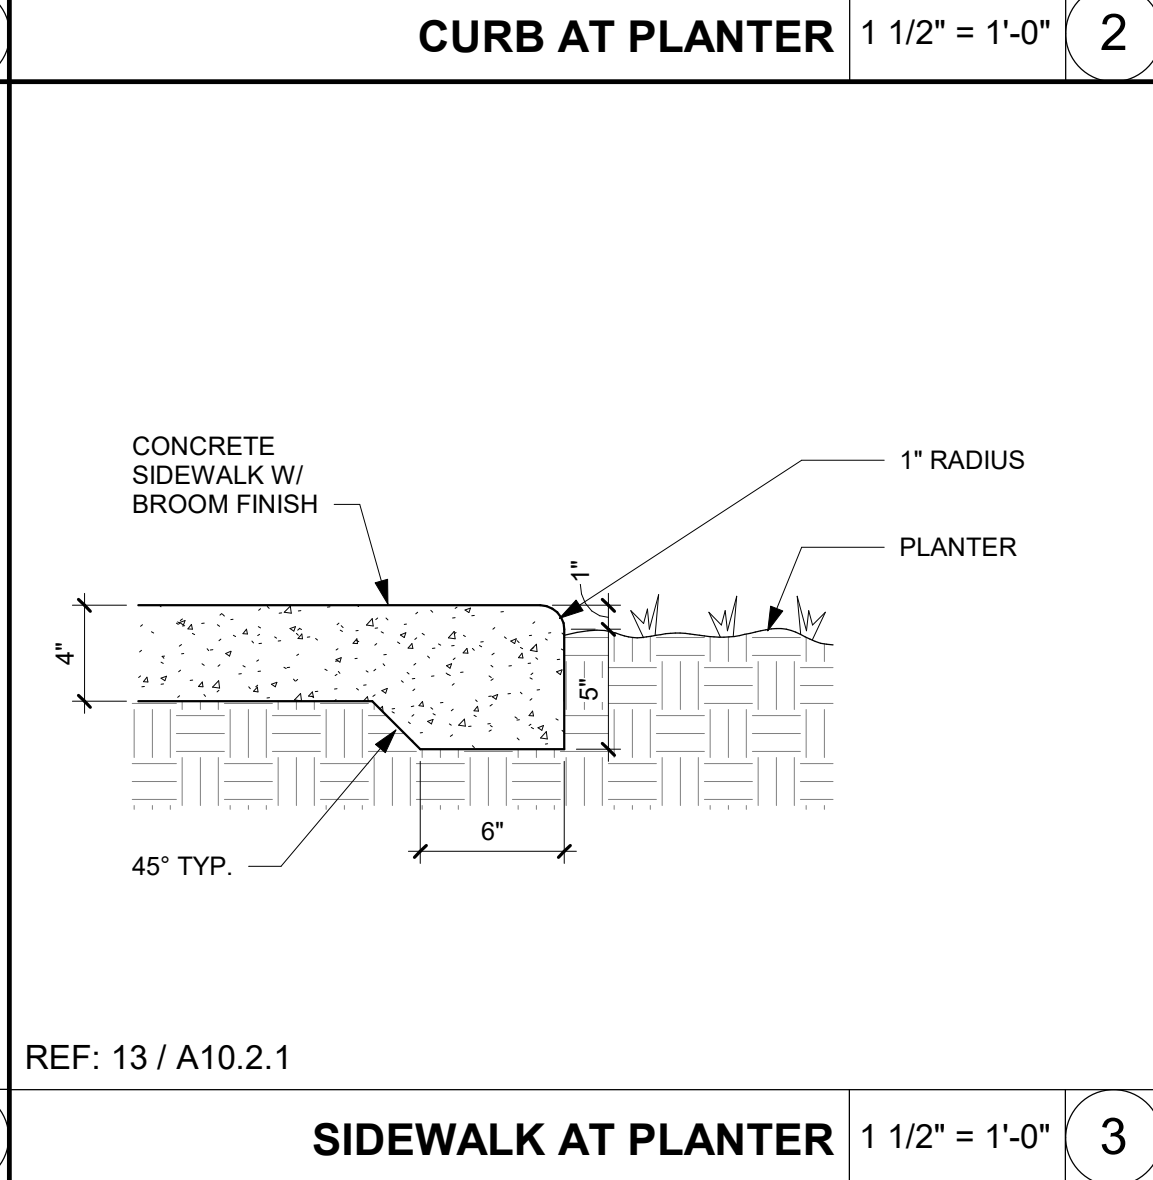 CURB AT PLANTER
1 1/2" = 1'-0"
2
CONCRETE
SIDEWALK W/
BROOM FINISH
1" RADIUS
PLANTER
1"
4"
5"
6"
45° TYP.
REF: 13 / A10.2.1
SIDEWALK AT PLANTER
1 1/2" = 1'-0"
3